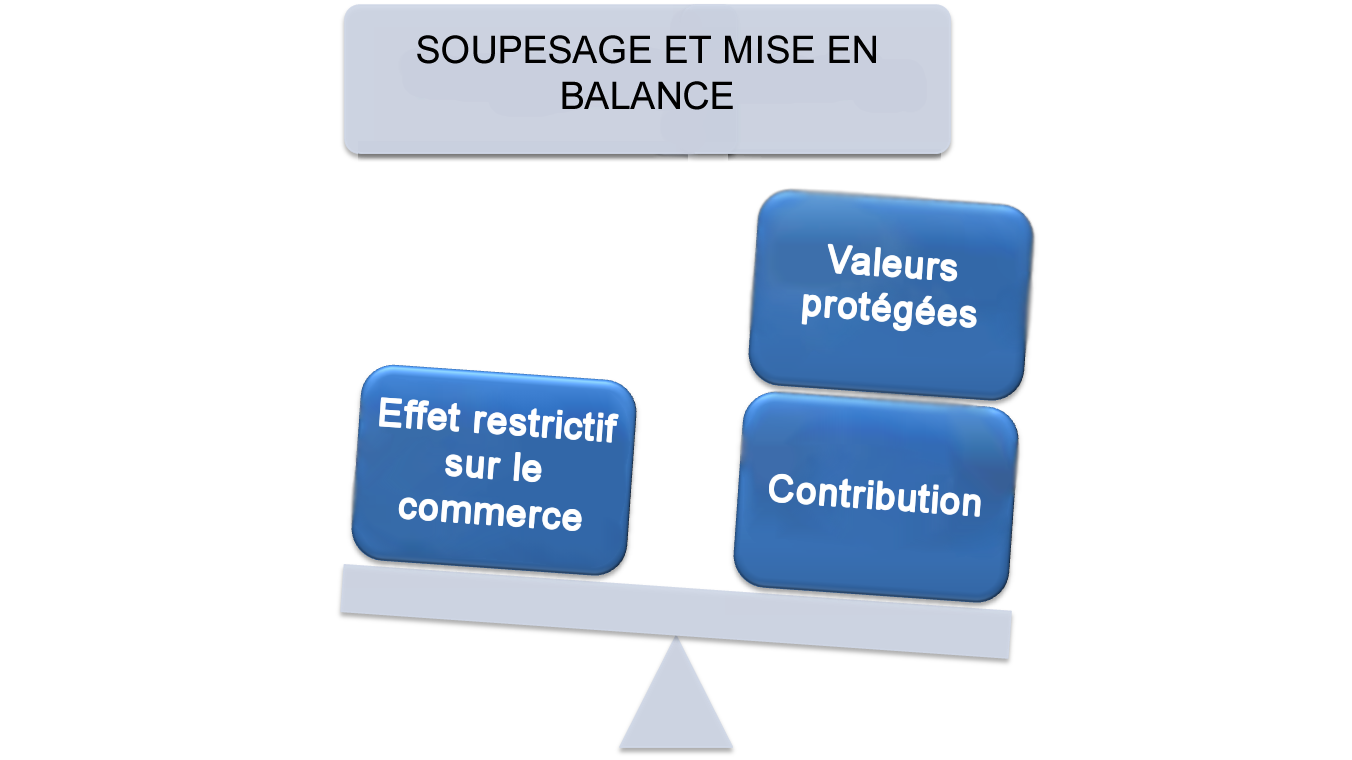 SOUPESAGE ET MISE EN
BALANCE
Valeurs
protégées
Effet restrictif
sur le
commerce
Contribution